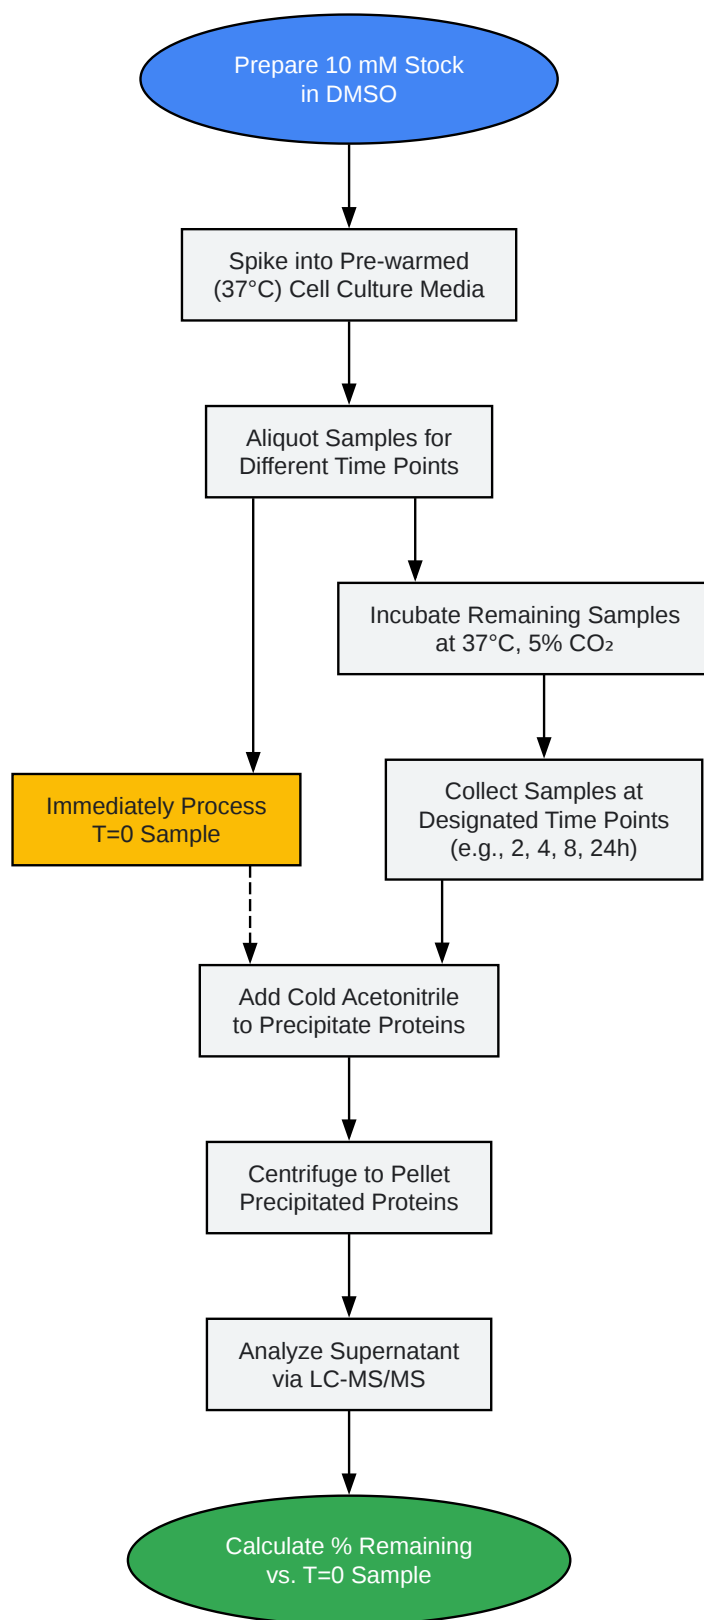 Prepare 10 mM Stock
in DMSO
Spike into Pre-warmed
(37°C) Cell Culture Media
Aliquot Samples for
Different Time Points
Incubate Remaining Samples
at 37°C, 5% CO₂
Immediately Process
T=0 Sample
Collect Samples at
Designated Time Points
(e.g., 2, 4, 8, 24h)
Add Cold Acetonitrile
to Precipitate Proteins
Centrifuge to Pellet
Precipitated Proteins
Analyze Supernatant
via LC-MS/MS
Calculate % Remaining
vs. T=0 Sample